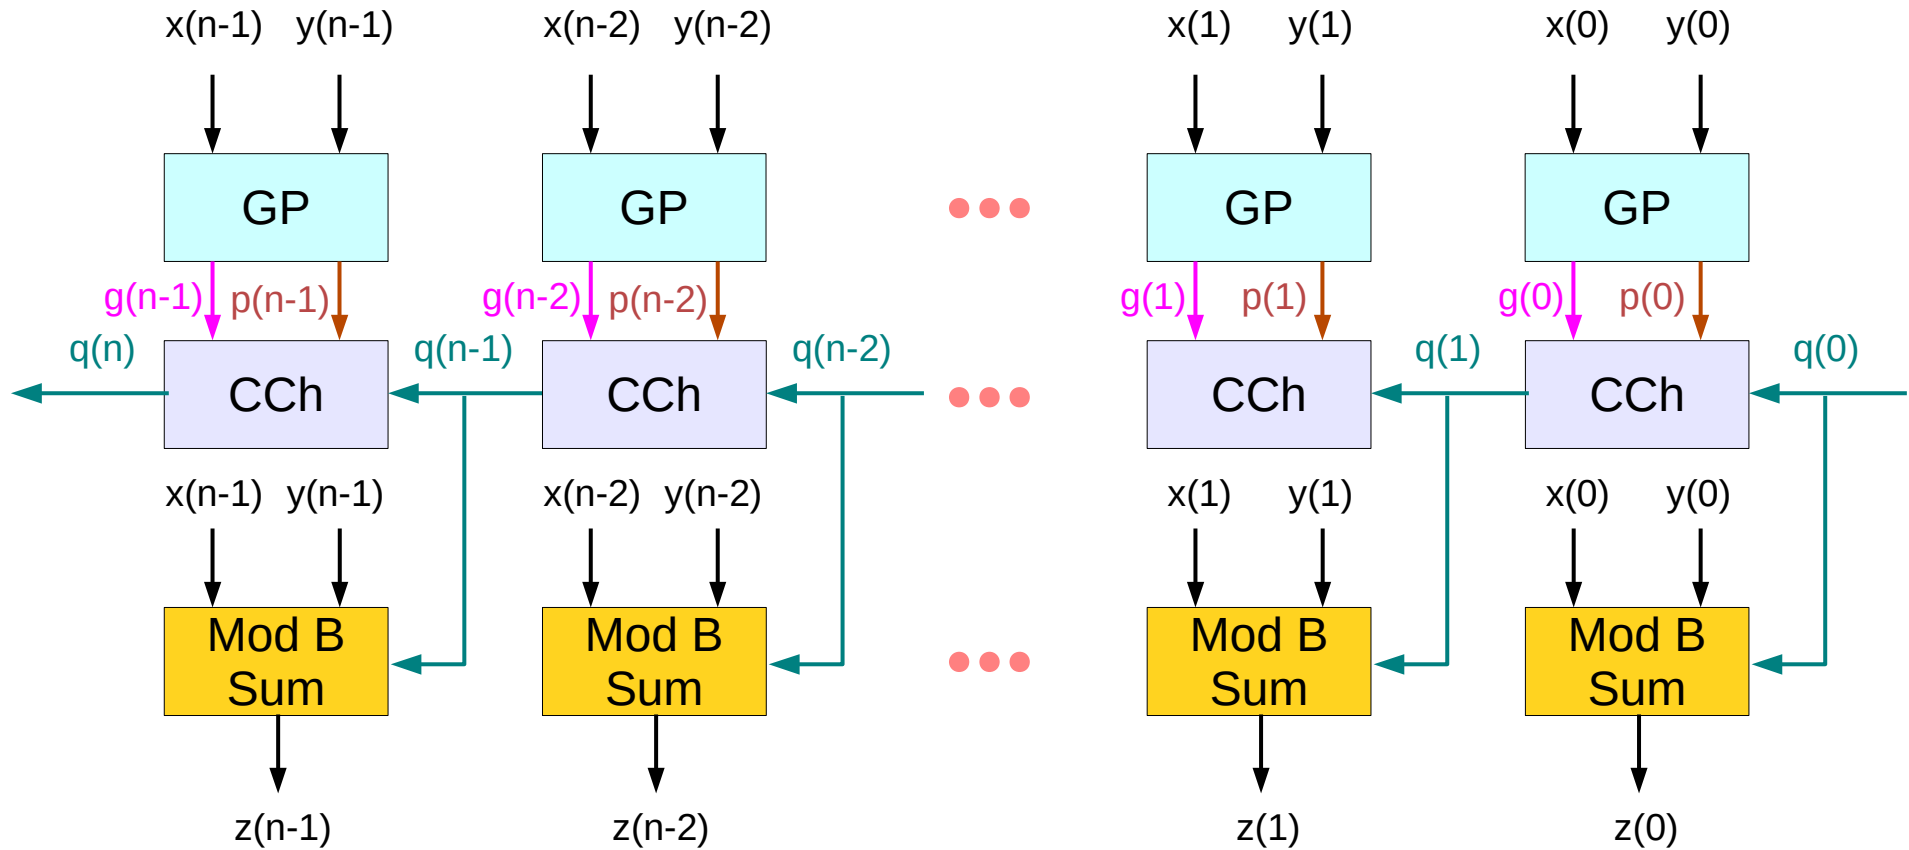 x(n-1) y(n-1) x(n-2) y(n-2) x(1) y(1) x(0) y(0)
GP GP GP GP
g(n-1) p(n-1) g(n-2) p(n-2) g(1) p(1) g(0) p(0)
q(n) q(n-1) q(n-2) q(1) q(0)
CCh CCh CCh CCh
x(n-1) y(n-1) x(n-2) y(n-2) x(1) y(1) x(0) y(0)
Mod B Mod B Mod B Mod B
Sum Sum Sum Sum
z(n-1) z(n-2) z(1) z(0)